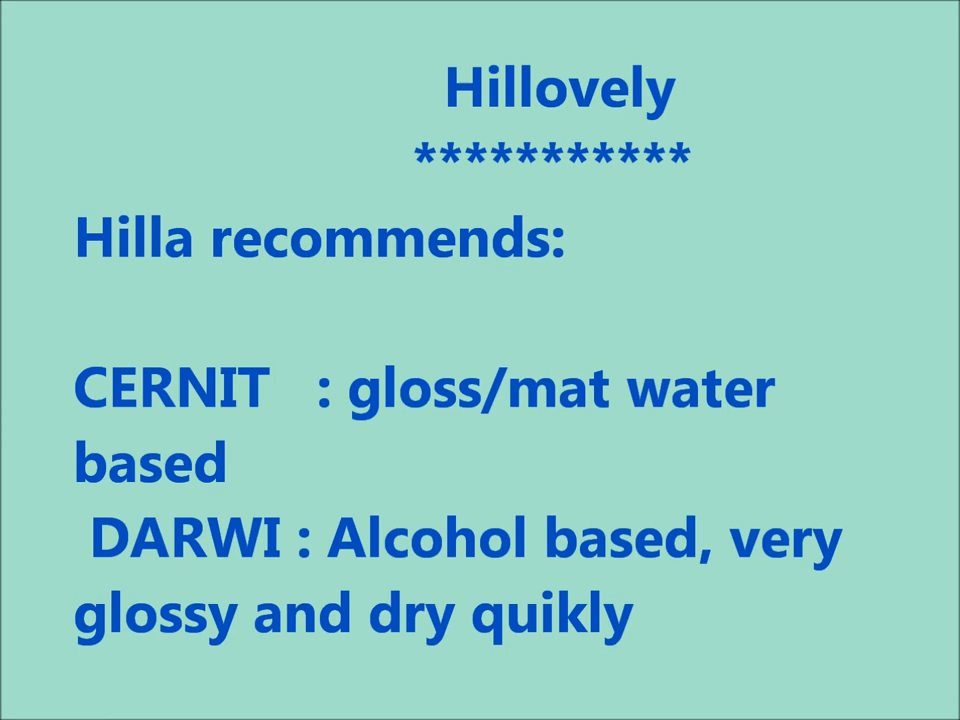 Hillovely
***********
Hilla recommends:
CERNIT   : gloss/mat water
based
DARWI : Alcohol based, very
glossy and dry quikly